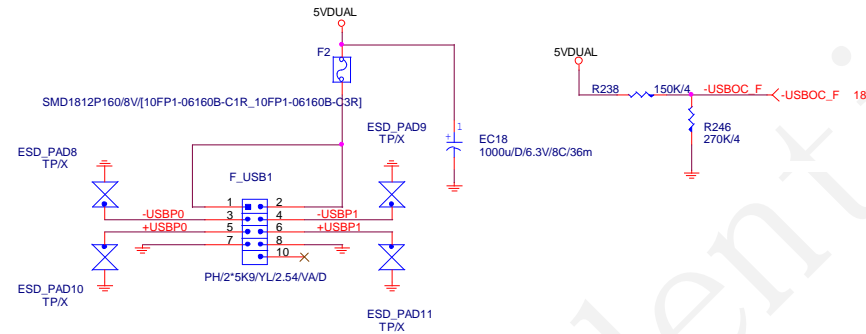 5VDUAL
F2
SMD1812P160/8V/[10FP1-06160B-C1R_10FP1-06160B-C3R]
5VDUAL
R238
150K/4
-USBOC_F
-USBOC_F 18
R246
270K/4
1
+
EC18
1000u/D/6.3V/8C/36m
ESD_PAD8
TP/X
ESD_PAD9
TP/X
F_USB1
1 2
-USBP0 3 4 -USBP1
+USBP0 5 6 +USBP1
7 8
10
PH/2*5K9/YL/2.54/VA/D
ESD_PAD10
TP/X
ESD_PAD11
TP/X